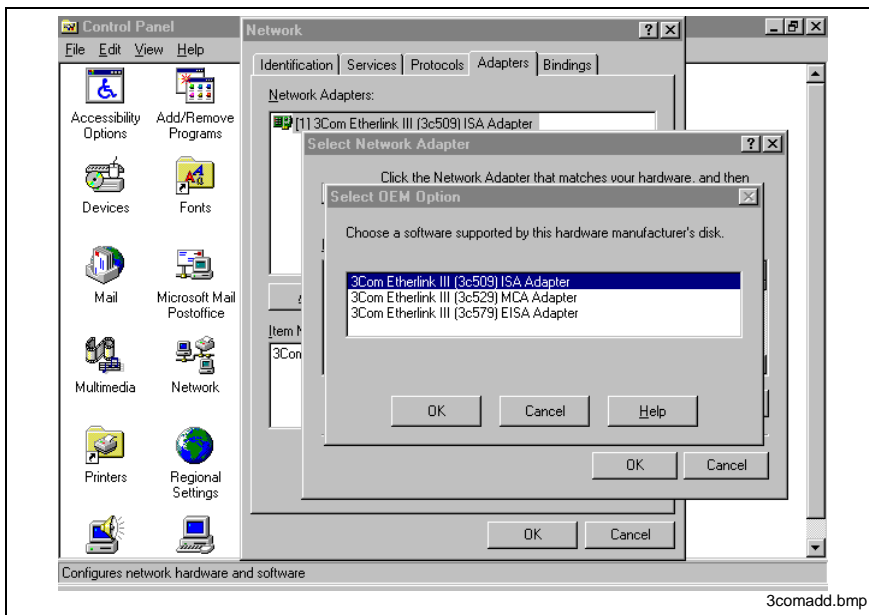 Control Panel
File Edit View Help
Accessibility Options
Add/Remove Programs
Devices
Fonts
Mail
Microsoft Mail Postoffice
Multimedia
Network
Printers
Regional Settings
Configures network hardware and software
Network
Identification Services Protocols Adapters Bindings
Network Adapters:
[1] 3Com Etherlink III (3c509) ISA Adapter
Item N
3Con
OK Cancel
Select Network Adapter
Click the Network Adapter that matches your hardware, and then
OK Cancel
Select OEM Option
Choose a software supported by this hardware manufacturer's disk.
3Com Etherlink III (3c509) ISA Adapter
3Com Etherlink III (3c529) MCA Adapter
3Com Etherlink III (3c579) EISA Adapter
OK Cancel Help
3comadd.bmp